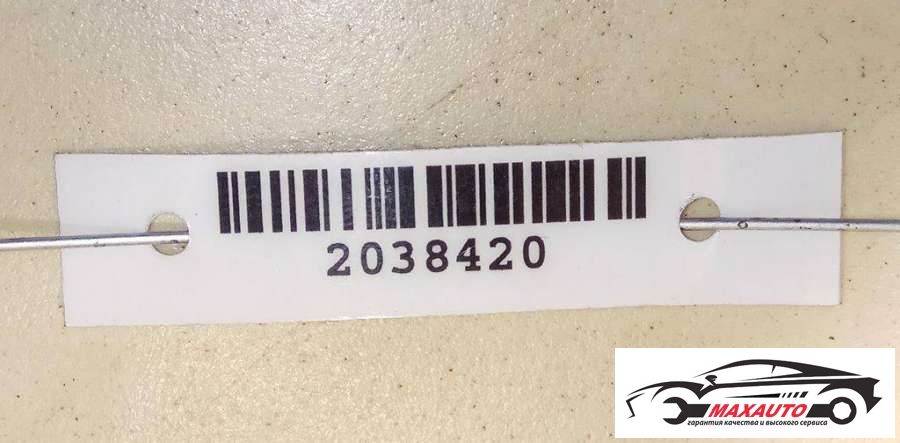 2038420
MAXAUTO
гарантия качества и высокого сервиса